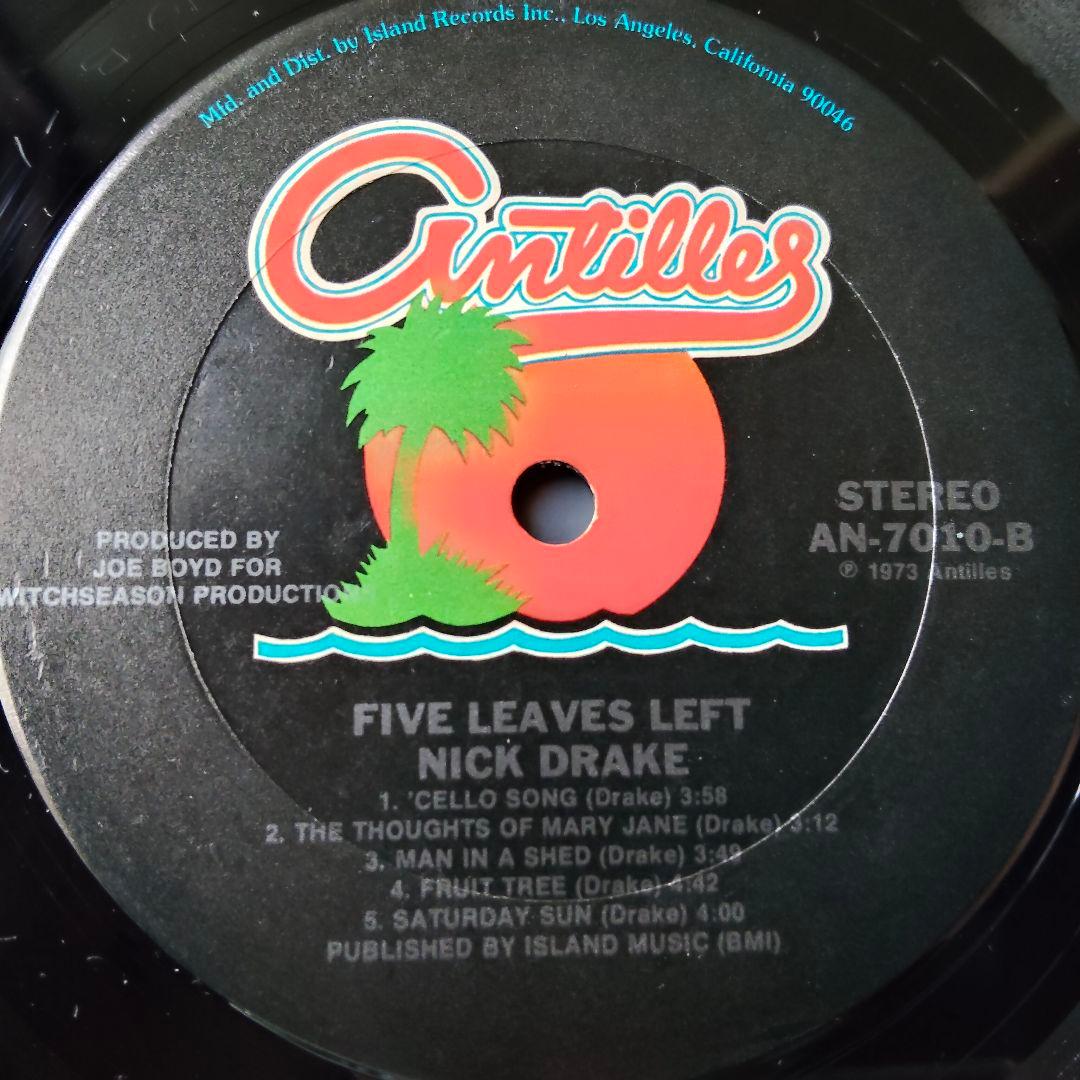 Mfd. and Dist. by Island Records Inc., Los Angeles, California 90046
Antilles
STEREO
AN-7010-B
℗ 1973 Antilles
PRODUCED BY
JOE BOYD FOR
WITCHSEASON PRODUCTIO
FIVE LEAVES LEFT
NICK DRAKE
1. 'CELLO SONG (Drake) 3:58
2. THE THOUGHTS OF MARY JANE (Drake) 3:12
3. MAN IN A SHED (Drake) 3:49
4. FRUIT TREE (Drake) 4:42
5. SATURDAY SUN (Drake) 4:00
PUBLISHED BY ISLAND MUSIC (BMI)